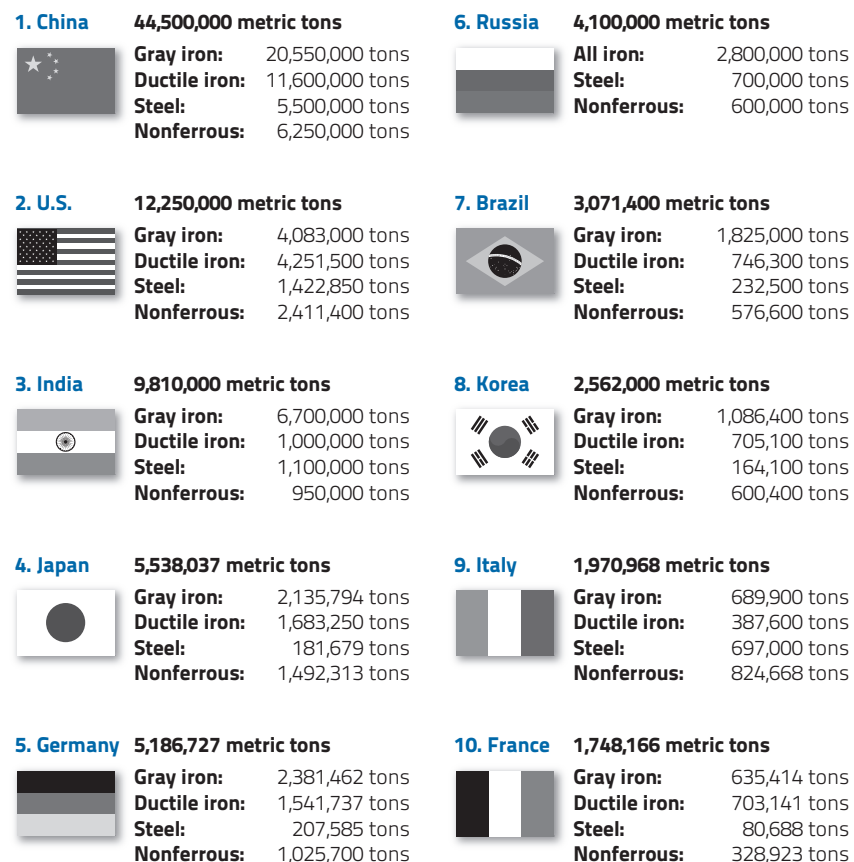 1. China 44,500,000 metric tons
Gray iron: 20,550,000 tons
Ductile iron: 11,600,000 tons
Steel: 5,500,000 tons
Nonferrous: 6,250,000 tons
2. U.S. 12,250,000 metric tons
Gray iron: 4,083,000 tons
Ductile iron: 4,251,500 tons
Steel: 1,422,850 tons
Nonferrous: 2,411,400 tons
3. India 9,810,000 metric tons
Gray iron: 6,700,000 tons
Ductile iron: 1,000,000 tons
Steel: 1,100,000 tons
Nonferrous: 950,000 tons
4. Japan 5,538,037 metric tons
Gray iron: 2,135,794 tons
Ductile iron: 1,683,250 tons
Steel: 181,679 tons
Nonferrous: 1,492,313 tons
5. Germany 5,186,727 metric tons
Gray iron: 2,381,462 tons
Ductile iron: 1,541,737 tons
Steel: 207,585 tons
Nonferrous: 1,025,700 tons
6. Russia 4,100,000 metric tons
All iron: 2,800,000 tons
Steel: 700,000 tons
Nonferrous: 600,000 tons
7. Brazil 3,071,400 metric tons
Gray iron: 1,825,000 tons
Ductile iron: 746,300 tons
Steel: 232,500 tons
Nonferrous: 576,600 tons
8. Korea 2,562,000 metric tons
Gray iron: 1,086,400 tons
Ductile iron: 705,100 tons
Steel: 164,100 tons
Nonferrous: 600,400 tons
9. Italy 1,970,968 metric tons
Gray iron: 689,900 tons
Ductile iron: 387,600 tons
Steel: 697,000 tons
Nonferrous: 824,668 tons
10. France 1,748,166 metric tons
Gray iron: 635,414 tons
Ductile iron: 703,141 tons
Steel: 80,688 tons
Nonferrous: 328,923 tons